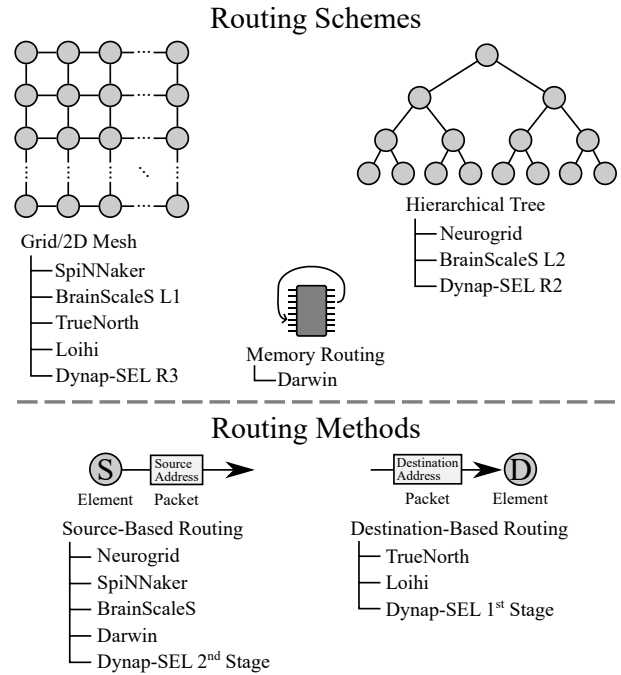 Routing Schemes
Grid/2D Mesh
SpiNNaker
BrainScaleS L1
TrueNorth
Loihi
Dynap-SEL R3
Hierarchical Tree
Neurogrid
BrainScaleS L2
Dynap-SEL R2
Memory Routing
Darwin
Routing Methods
S
Source
Address
Element
Packet
Source-Based Routing
Neurogrid
SpiNNaker
BrainScaleS
Darwin
Dynap-SEL 2nd Stage
Destination
Address
D
Packet
Element
Destination-Based Routing
TrueNorth
Loihi
Dynap-SEL 1st Stage